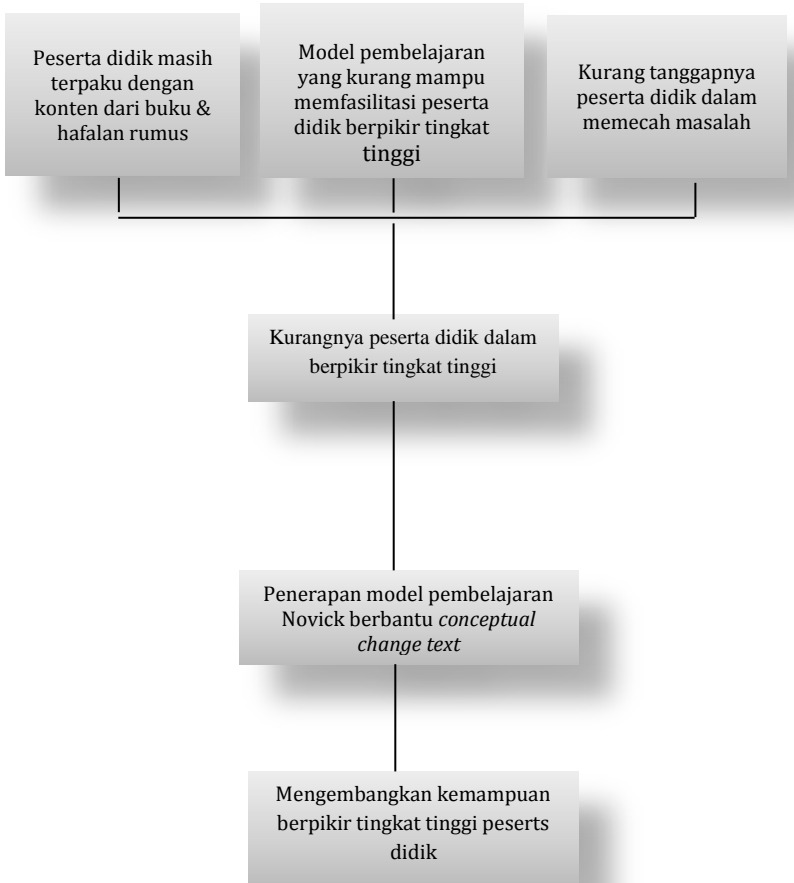 Peserta didik masih
terpaku dengan
konten dari buku &
hafalan rumus
Model pembelajaran
yang kurang mampu
memfasilitasi peserta
didik berpikir tingkat
tinggi
Kurang tanggapnya
peserta didik dalam
memecah masalah
Kurangnya peserta didik dalam
berpikir tingkat tinggi
Penerapan model pembelajaran
Novick berbantu conceptual
change text
Mengembangkan kemampuan
berpikir tingkat tinggi peserts
didik